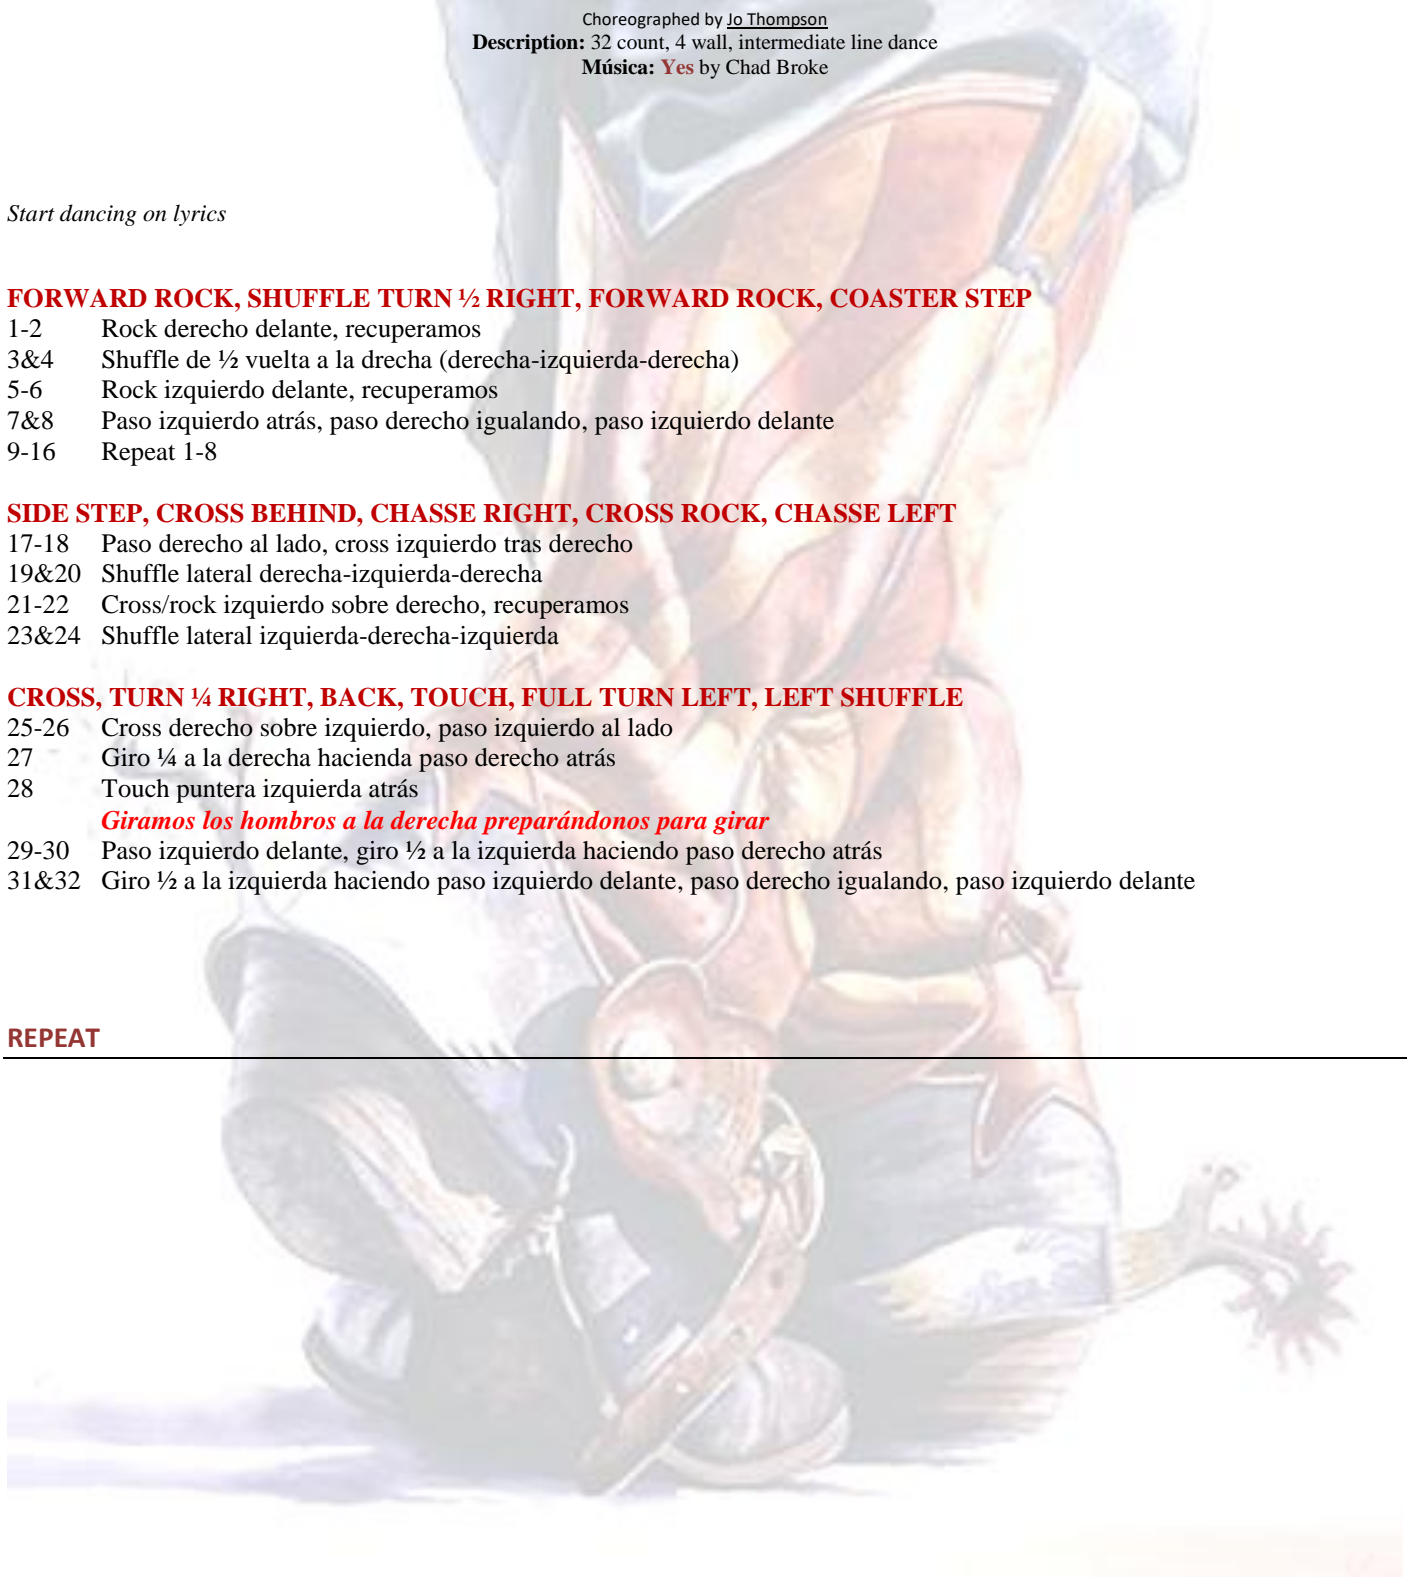 Choreographed by Jo Thompson
Description: 32 count, 4 wall, intermediate line dance
Música: Yes by Chad Broke
Start dancing on lyrics
FORWARD ROCK, SHUFFLE TURN ½ RIGHT, FORWARD ROCK, COASTER STEP
1-2 Rock derecho delante, recuperamos
3&4 Shuffle de ½ vuelta a la drecha (derecha-izquierda-derecha)
5-6 Rock izquierdo delante, recuperamos
7&8 Paso izquierdo atrás, paso derecho igualando, paso izquierdo delante
9-16 Repeat 1-8
SIDE STEP, CROSS BEHIND, CHASSE RIGHT, CROSS ROCK, CHASSE LEFT
17-18 Paso derecho al lado, cross izquierdo tras derecho
19&20 Shuffle lateral derecha-izquierda-derecha
21-22 Cross/rock izquierdo sobre derecho, recuperamos
23&24 Shuffle lateral izquierda-derecha-izquierda
CROSS, TURN ¼ RIGHT, BACK, TOUCH, FULL TURN LEFT, LEFT SHUFFLE
25-26 Cross derecho sobre izquierdo, paso izquierdo al lado
27 Giro ¼ a la derecha hacienda paso derecho atrás
28 Touch puntera izquierda atrás
Giramos los hombros a la derecha preparándonos para girar
29-30 Paso izquierdo delante, giro ½ a la izquierda haciendo paso derecho atrás
31&32 Giro ½ a la izquierda haciendo paso izquierdo delante, paso derecho igualando, paso izquierdo delante
REPEAT